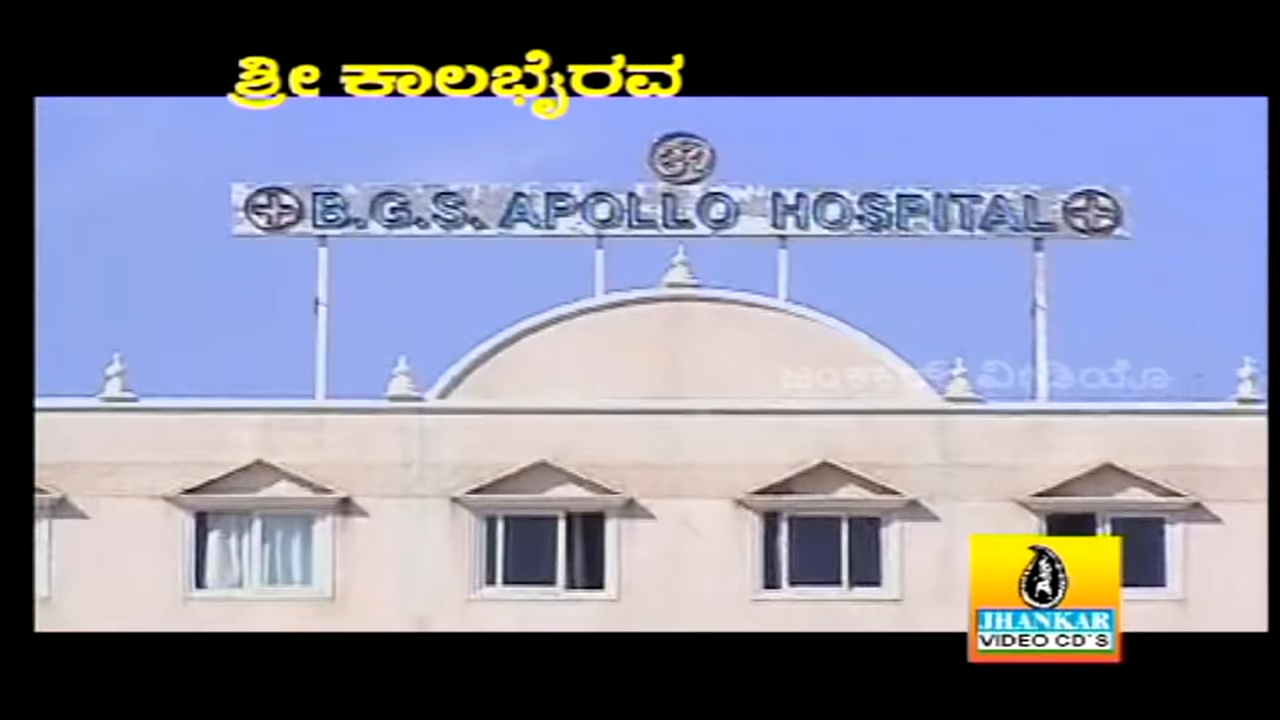 ಶ್ರೀ ಕಾಲಭೈರವ
B.G.S. APOLLO HOSPITAL
ಝಂಕಾರ್ ವೀಡಿಯೊ
JHANKAR
VIDEO CD'S